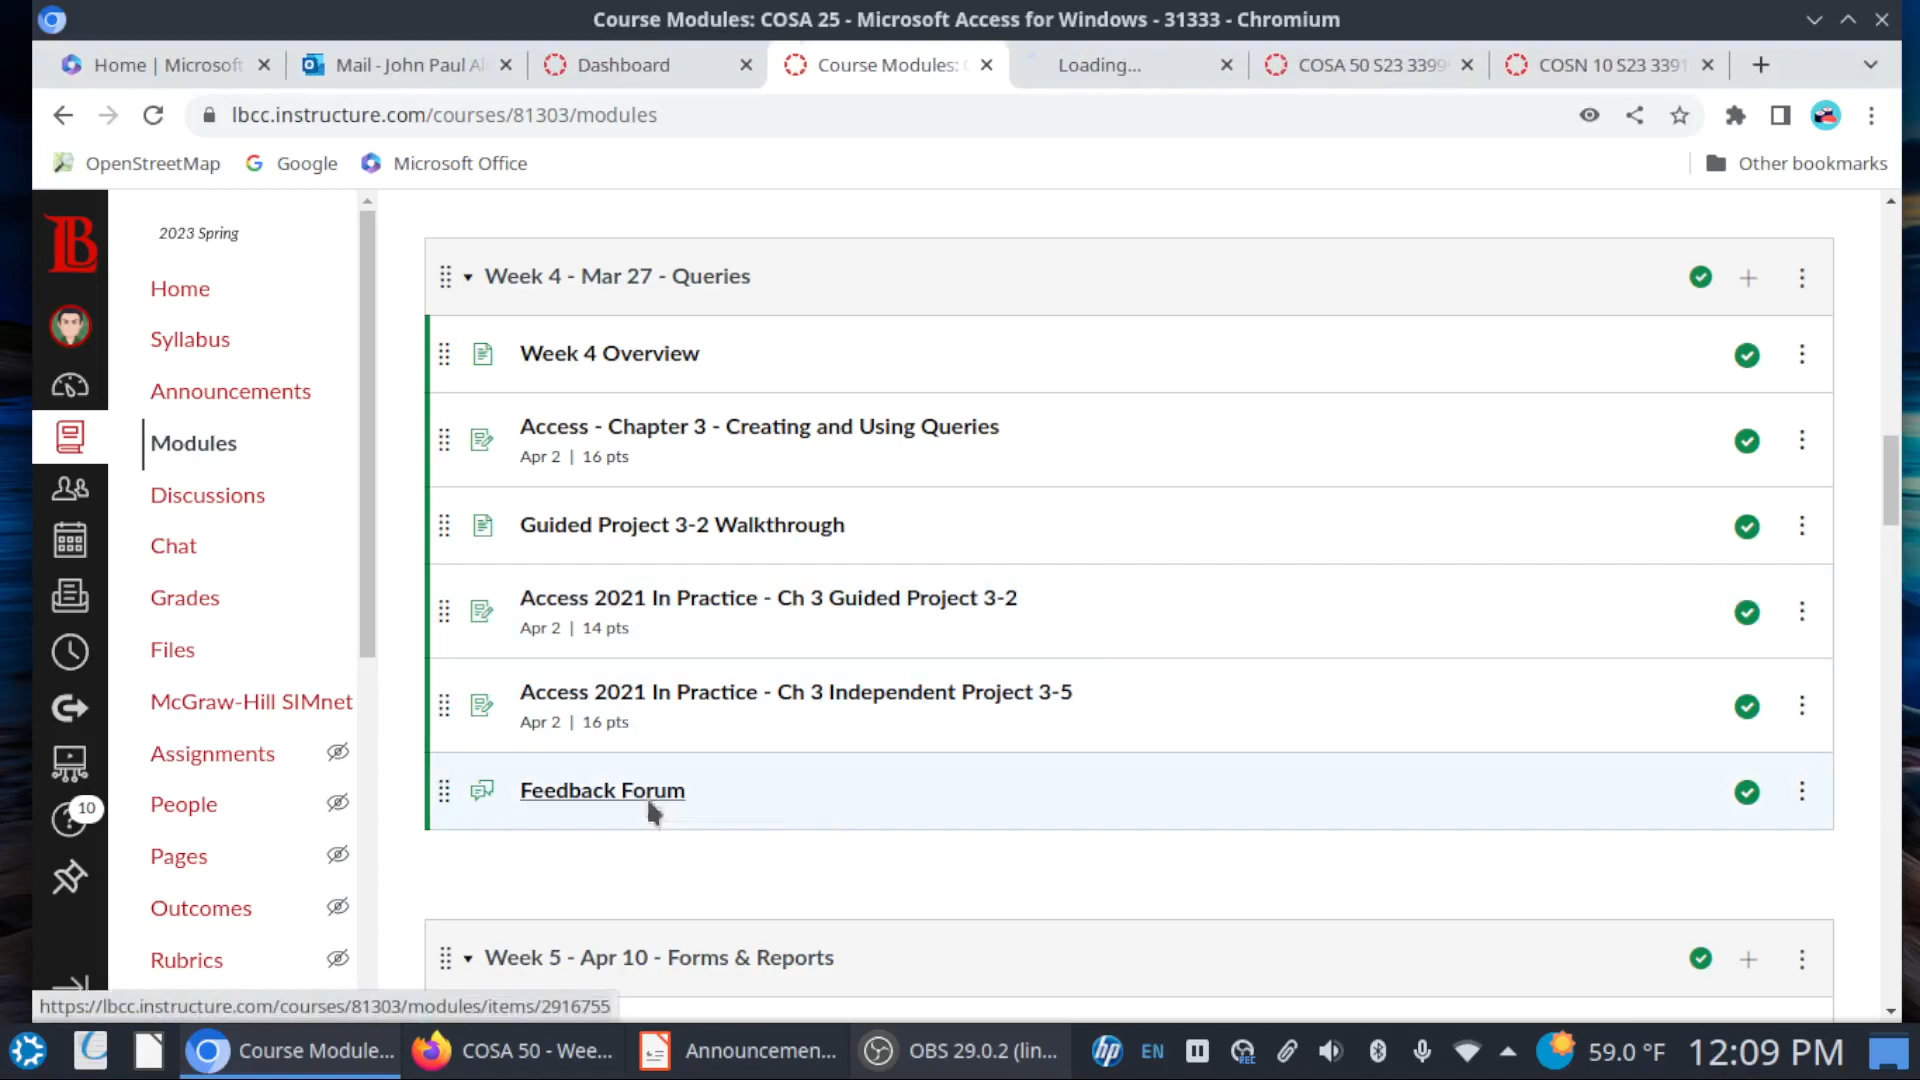 Course Modules: COSA 25 - Microsoft Access for Windows - 31333 - Chromium
Home | Microsoft
Mail - John Paul Al
Dashboard
Course Modules:
Loading...
COSA 50 S23 3399
COSN 10 S23 3391
lbcc.instructure.com/courses/81303/modules
OpenStreetMap
Google
Microsoft Office
Other bookmarks
LB
2023 Spring
Home
Syllabus
Announcements
Modules
Discussions
Chat
Grades
Files
McGraw-Hill SIMnet
Assignments
People
Pages
Outcomes
Rubrics
10
Week 4 - Mar 27 - Queries
Week 4 Overview
Access - Chapter 3 - Creating and Using Queries
Apr 2 | 16 pts
Guided Project 3-2 Walkthrough
Access 2021 In Practice - Ch 3 Guided Project 3-2
Apr 2 | 14 pts
Access 2021 In Practice - Ch 3 Independent Project 3-5
Apr 2 | 16 pts
Feedback Forum
Week 5 - Apr 10 - Forms & Reports
https://lbcc.instructure.com/courses/81303/modules/items/2916755
Course Module...
COSA 50 - Wee...
Announcemen...
OBS 29.0.2 (lin...
hp
EN
REC
59.0 °F
12:09 PM